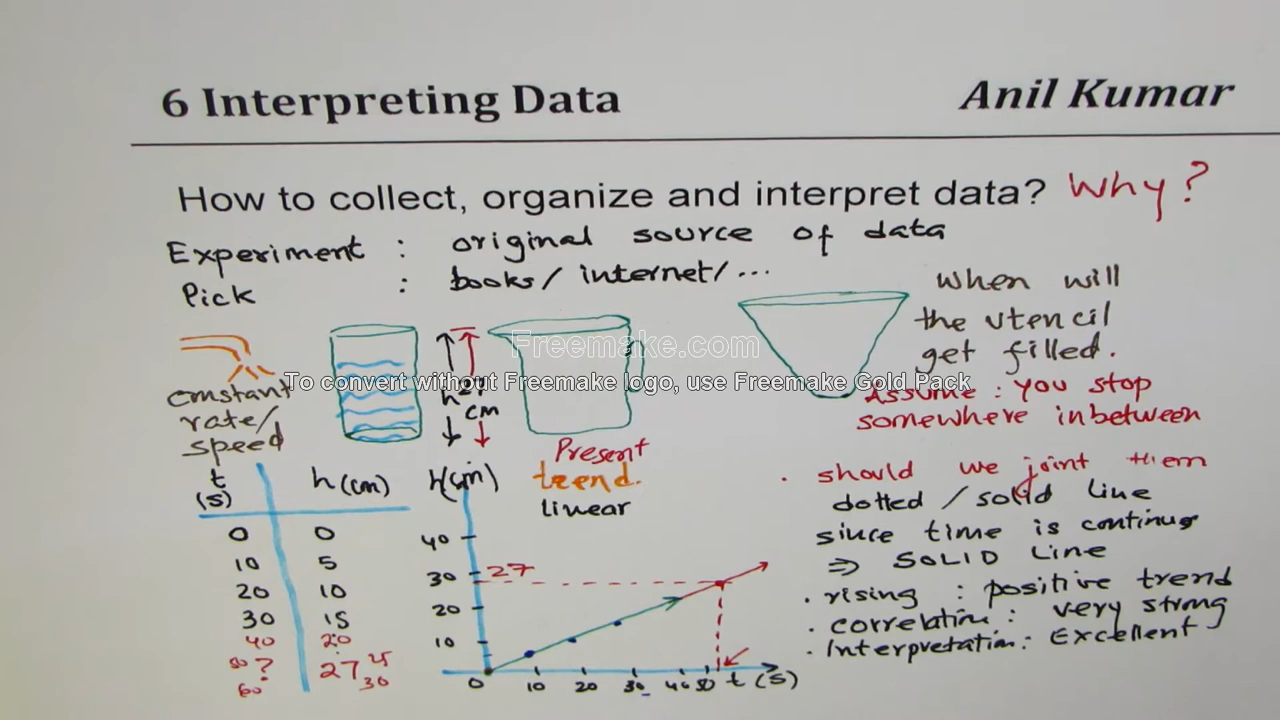 6 Interpreting Data
Anil Kumar
How to collect, organize and interpret data? Why?
Experiment : original source of data
Pick : books/ internet/...
When will
the Utencil
get filled.
Freemake.com
To convert without Freemake logo, use Freemake Gold Pack
Assume : you stop
somewhere inbetween
constant
rate/
speed
h 27
cm
Present
trend.
linear
t h (cm)
(s)
0 0
10 5
20 10
30 15
40 20
50 ? 27 25
60 30
h(cm)
40
30
27
20
10
0 10 20 30 40 50 t (s)
. should we joint them
dotted / solid line
since time is continus
⇒ SOLID Line
. rising : positive trend
. correlation : very strong
. Interpretation : Excellent